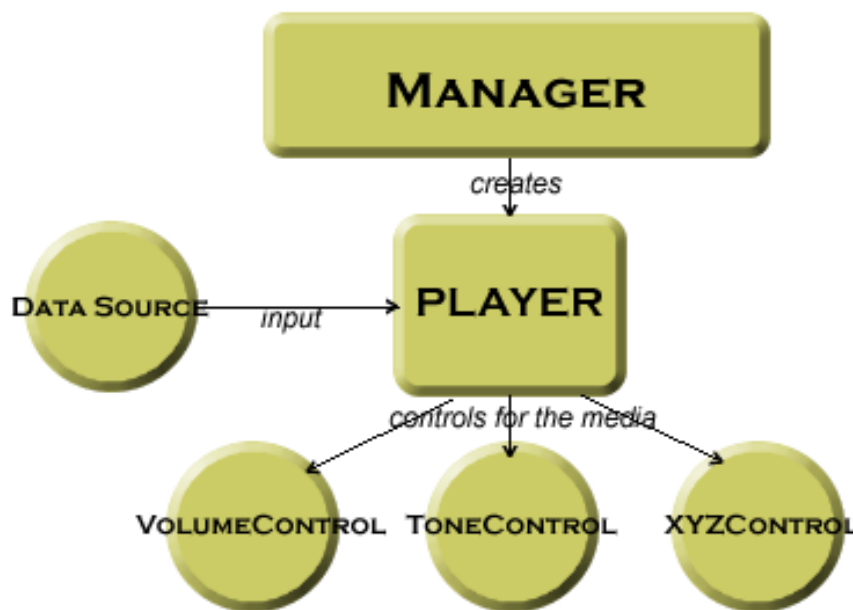 MANAGER
creates
DATA SOURCE
input
PLAYER
controls for the media
VOLUMECONTROL
TONECONTROL
XYZCONTROL